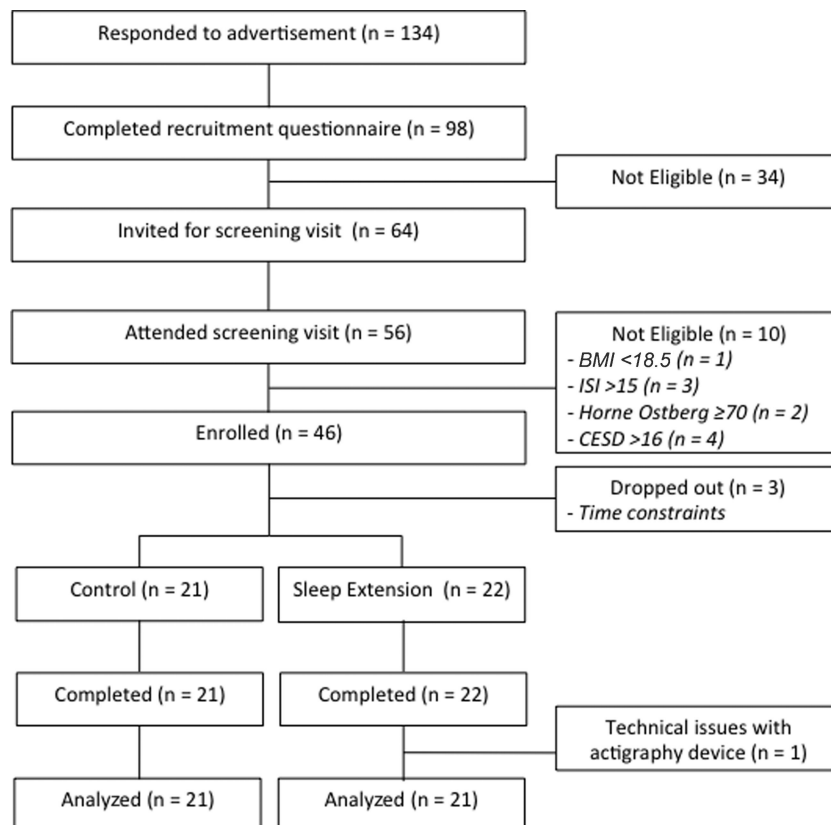 Responded to advertisement (n = 134)
Completed recruitment questionnaire (n = 98)
Not Eligible (n = 34)
Invited for screening visit (n = 64)
Attended screening visit (n = 56)
Not Eligible (n = 10)
- BMI <18.5 (n = 1)
- ISI >15 (n = 3)
- Horne Ostberg ≥70 (n = 2)
- CESD >16 (n = 4)
Enrolled (n = 46)
Dropped out (n = 3)
- Time constraints
Control (n = 21)
Sleep Extension (n = 22)
Completed (n = 21)
Completed (n = 22)
Technical issues with
actigraphy device (n = 1)
Analyzed (n = 21)
Analyzed (n = 21)